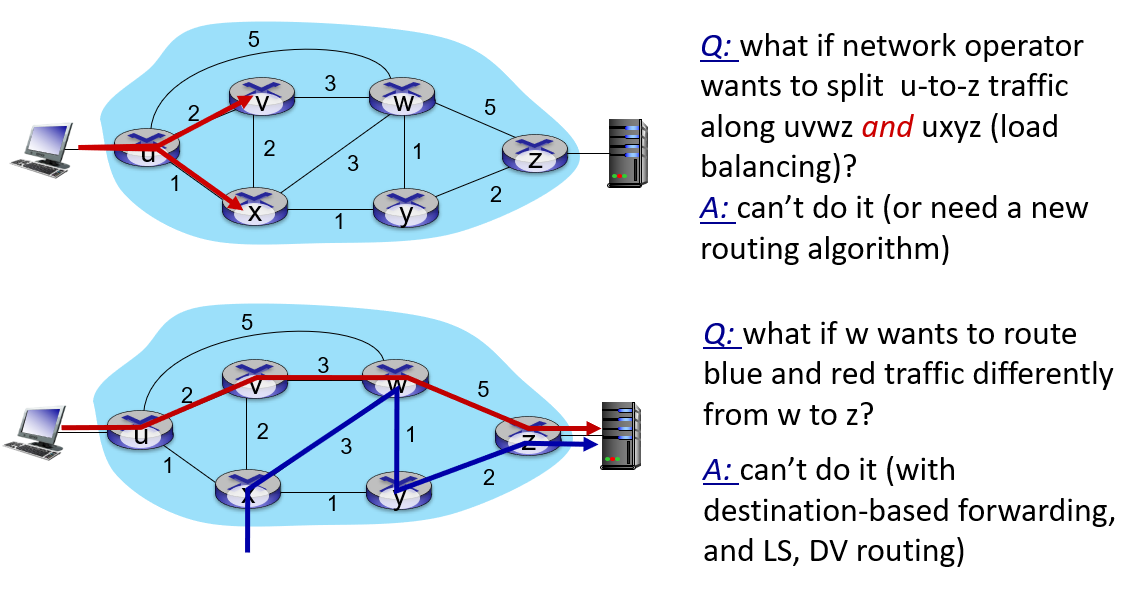 5
Q: what if network operator
wants to split u-to-z traffic
along uvwz and uxyz (load
balancing)?
A: can’t do it (or need a new
routing algorithm)
2
v
3
w
5
u
2
3
1
z
1
x
1
y
2
5
Q: what if w wants to route
blue and red traffic differently
from w to z?
A: can’t do it (with
destination-based forwarding,
and LS, DV routing)
2
v
3
w
5
u
2
3
1
z
1
x
1
y
2